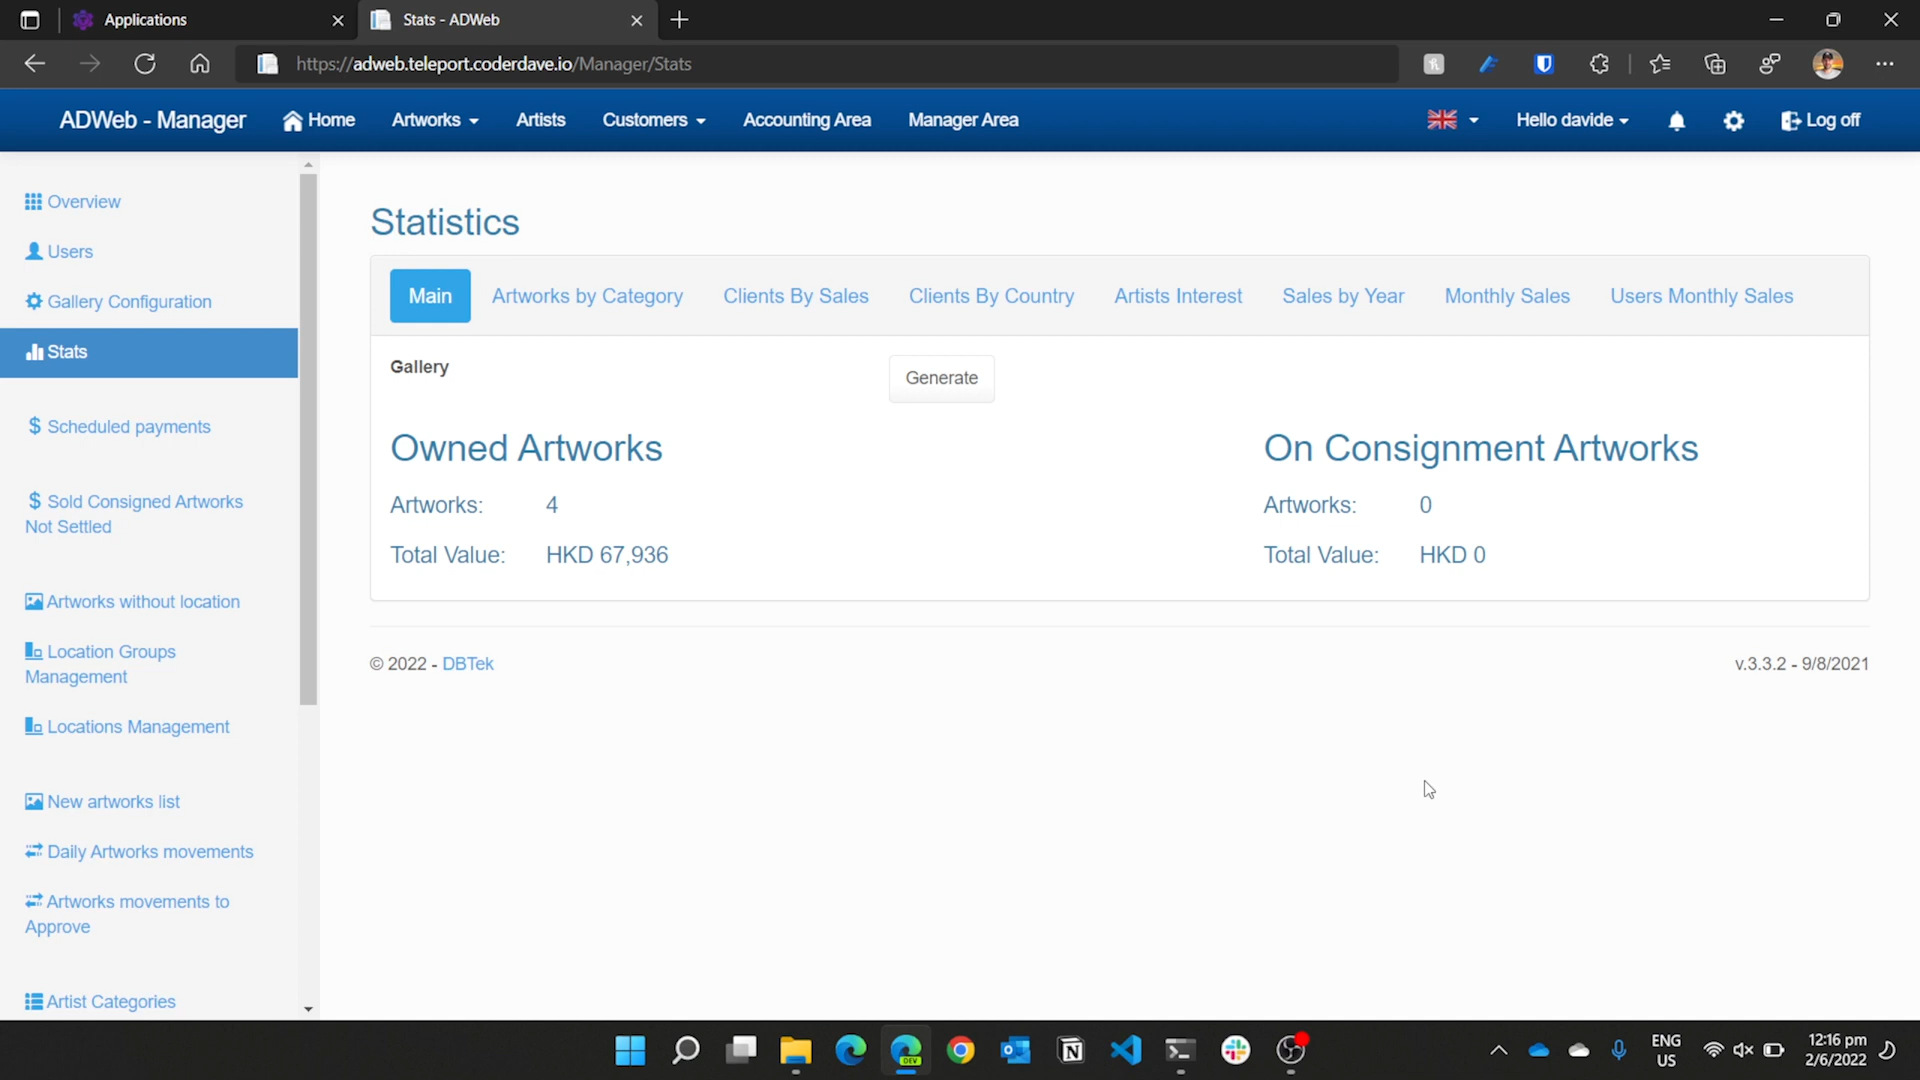 Applications
Stats - ADWeb
https://adweb.teleport.coderdave.io/Manager/Stats
ADWeb - Manager
Home
Artworks
Artists
Customers
Accounting Area
Manager Area
Hello davide
Log off
Overview
Users
Gallery Configuration
Stats
$ Scheduled payments
$ Sold Consigned Artworks
Not Settled
Artworks without location
Location Groups
Management
Locations Management
New artworks list
Daily Artworks movements
Artworks movements to
Approve
Artist Categories
Statistics
Main
Artworks by Category
Clients By Sales
Clients By Country
Artists Interest
Sales by Year
Monthly Sales
Users Monthly Sales
Gallery
Generate
Owned Artworks
Artworks: 4
Total Value: HKD 67,936
On Consignment Artworks
Artworks: 0
Total Value: HKD 0
© 2022 - DBTek
v.3.3.2 - 9/8/2021
DEV
ENG
US
12:16 pm
2/6/2022